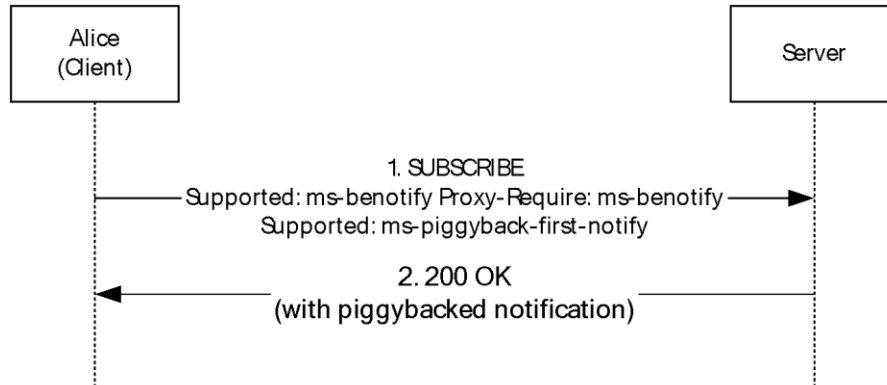 Alice
(Client)
Server
1. SUBSCRIBE
Supported: ms-benotify Proxy-Require: ms-benotify
Supported: ms-piggyback-first-notify
2. 200 OK
(with piggybacked notification)